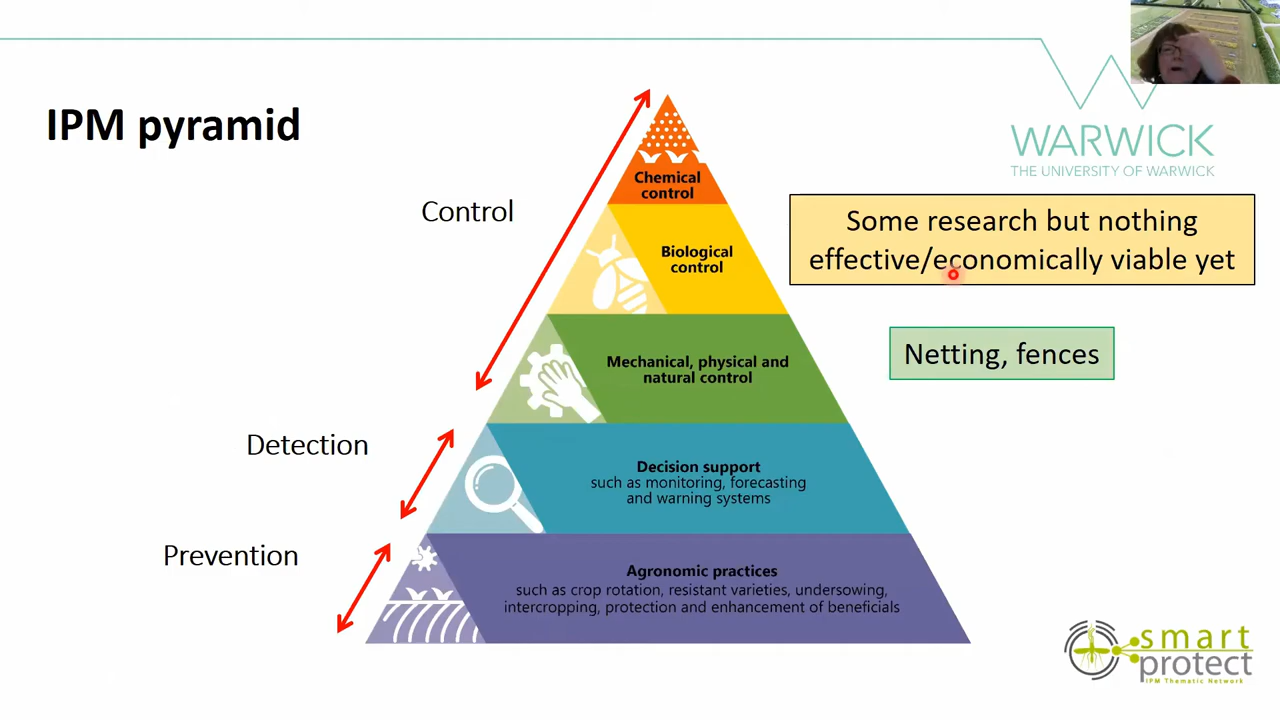 IPM pyramid
WARWICK
THE UNIVERSITY OF WARWICK
Control
Detection
Prevention
Chemical
control
Biological
control
Mechanical, physical and
natural control
Decision support
such as monitoring, forecasting
and warning systems
Agronomic practices
such as crop rotation, resistant varieties, undersowing,
intercropping, protection and enhancement of beneficials
Some research but nothing
effective/economically viable yet
Netting, fences
smart
protect
IPM Thematic Network